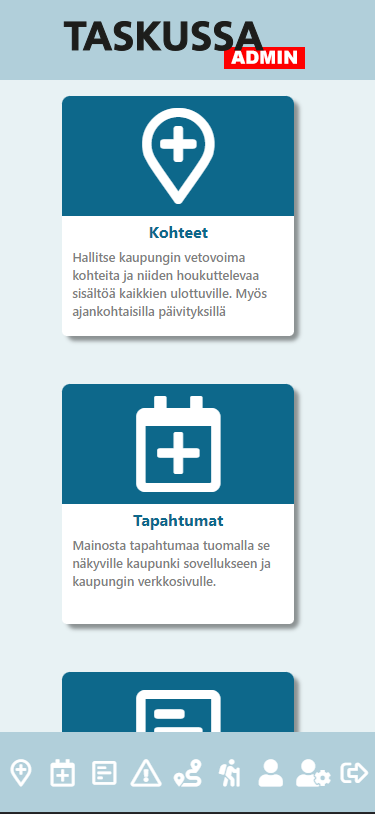 TASKUSSA
ADMIN
Kohteet
Hallitse kaupungin vetovoima
kohteita ja niiden houkuttelevaa
sisältöä kaikkien ulottuville. Myös
ajankohtaisilla päivityksillä
Tapahtumat
Mainosta tapahtumaa tuomalla se
näkyville kaupunki sovellukseen ja
kaupungin verkkosivulle.